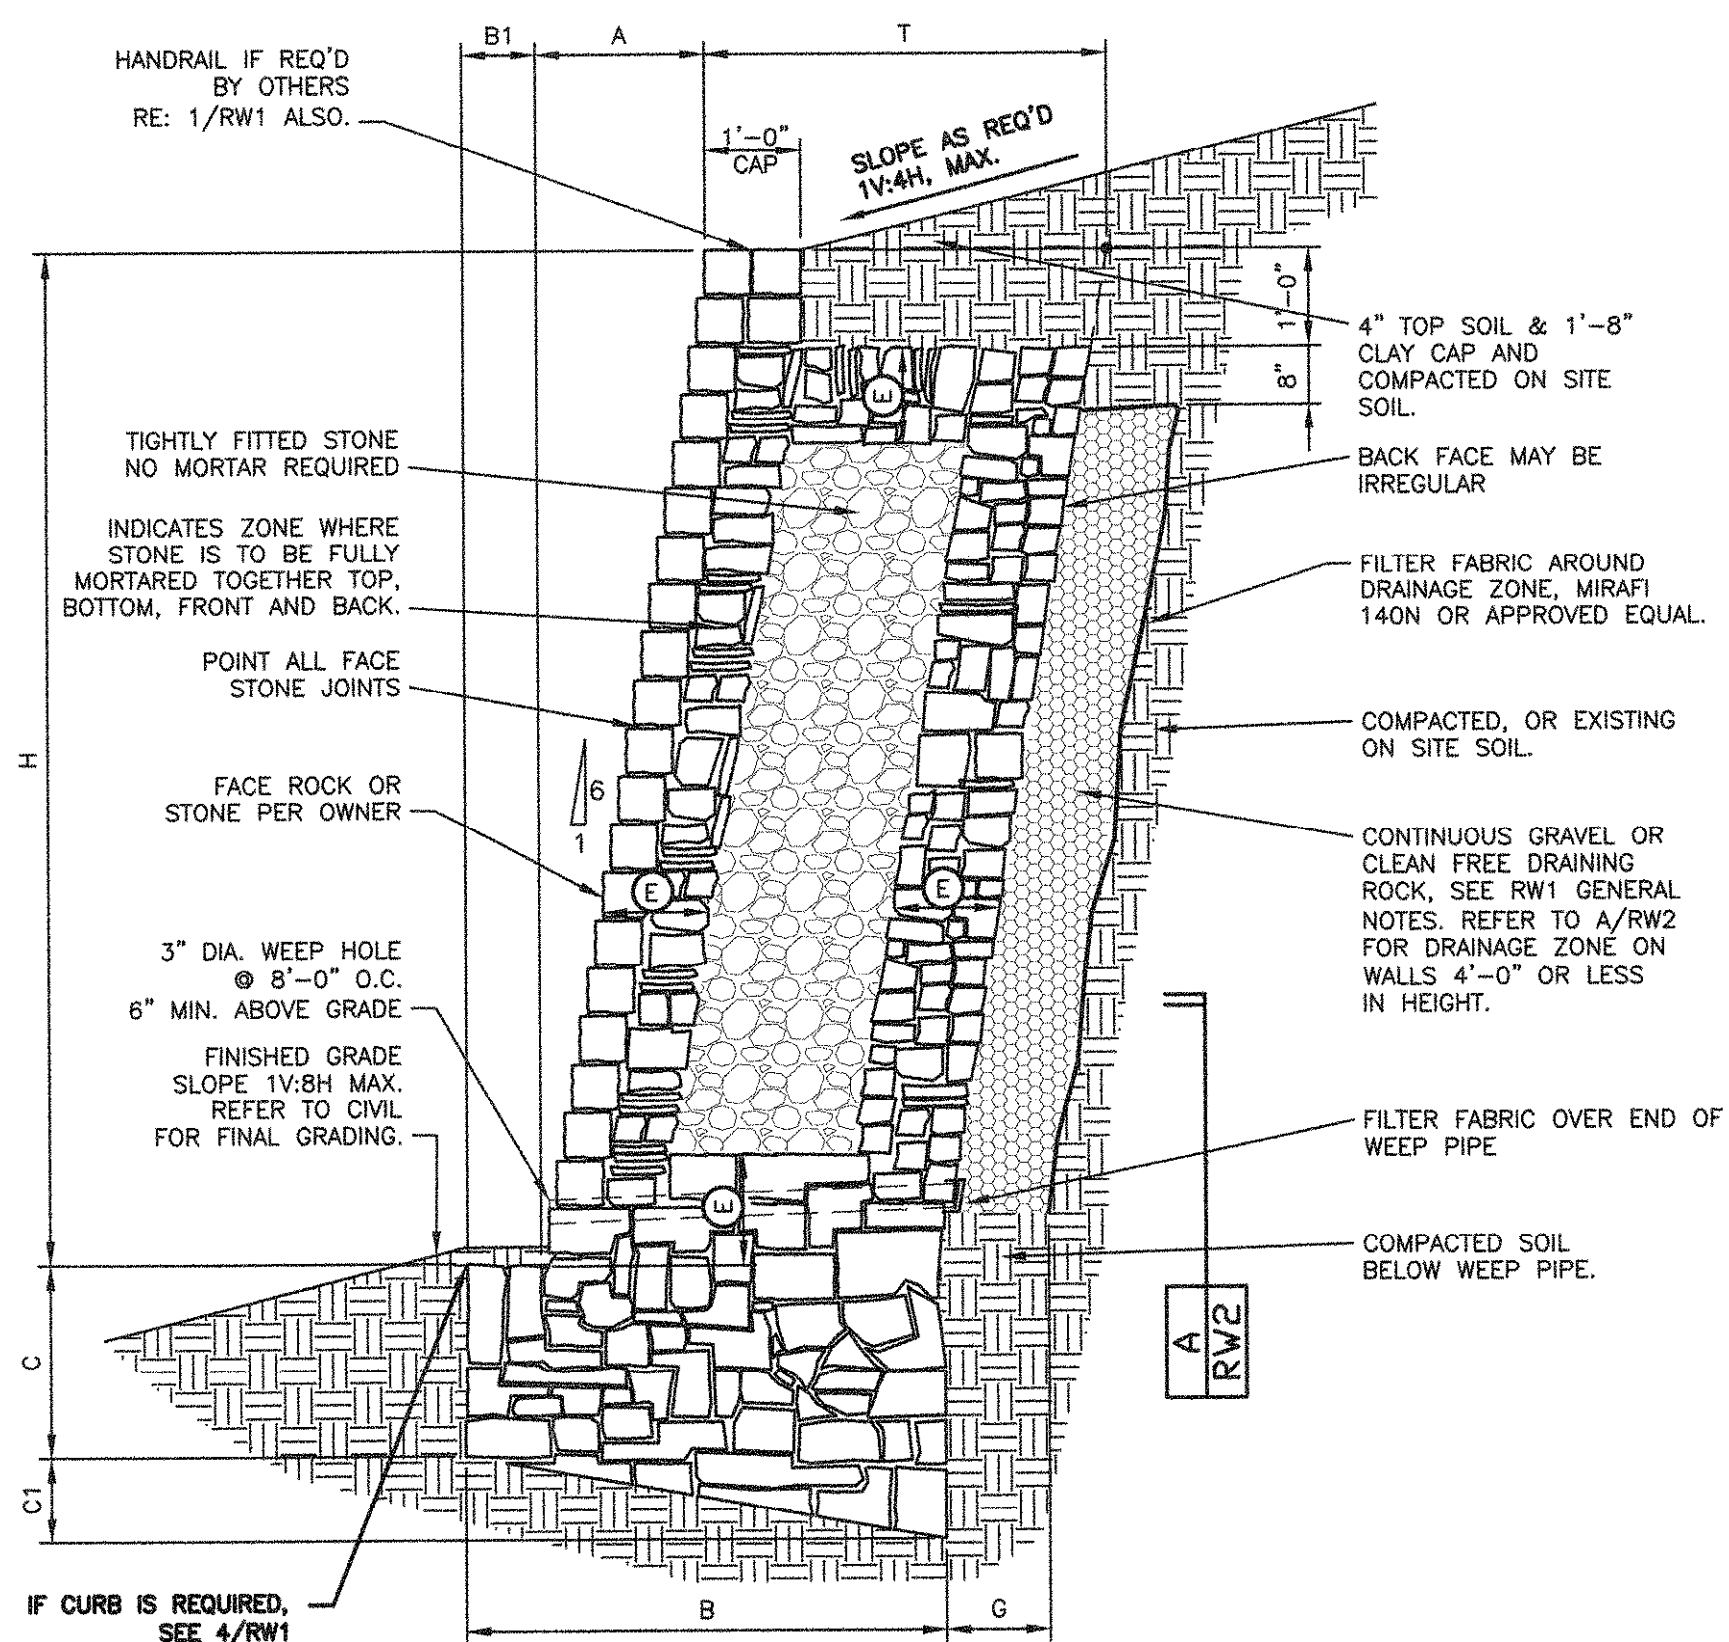 B1
A
T
HANDRAIL IF REQ'D
BY OTHERS
RE: 1/RW1 ALSO.
1'-0"
CAP
SLOPE AS REQ'D
1V:4H, MAX.
H
1'-0"
8"
4" TOP SOIL & 1'-8"
CLAY CAP AND
COMPACTED ON SITE
SOIL.
E
TIGHTLY FITTED STONE
NO MORTAR REQUIRED
BACK FACE MAY BE
IRREGULAR
INDICATES ZONE WHERE
STONE IS TO BE FULLY
MORTARED TOGETHER TOP,
BOTTOM, FRONT AND BACK.
FILTER FABRIC AROUND
DRAINAGE ZONE, MIRAFI
140N OR APPROVED EQUAL.
POINT ALL FACE
STONE JOINTS
COMPACTED, OR EXISTING
ON SITE SOIL.
6
1
FACE ROCK OR
STONE PER OWNER
CONTINUOUS GRAVEL OR
CLEAN FREE DRAINING
ROCK, SEE RW1 GENERAL
NOTES. REFER TO A/RW2
FOR DRAINAGE ZONE ON
WALLS 4'-0" OR LESS
IN HEIGHT.
E
E
3" DIA. WEEP HOLE
@ 8'-0" O.C.
6" MIN. ABOVE GRADE
FINISHED GRADE
SLOPE 1V:8H MAX.
REFER TO CIVIL
FOR FINAL GRADING.
FILTER FABRIC OVER END OF
WEEP PIPE
E
COMPACTED SOIL
BELOW WEEP PIPE.
A
RW2
C
C1
IF CURB IS REQUIRED,
SEE 4/RW1
B
G